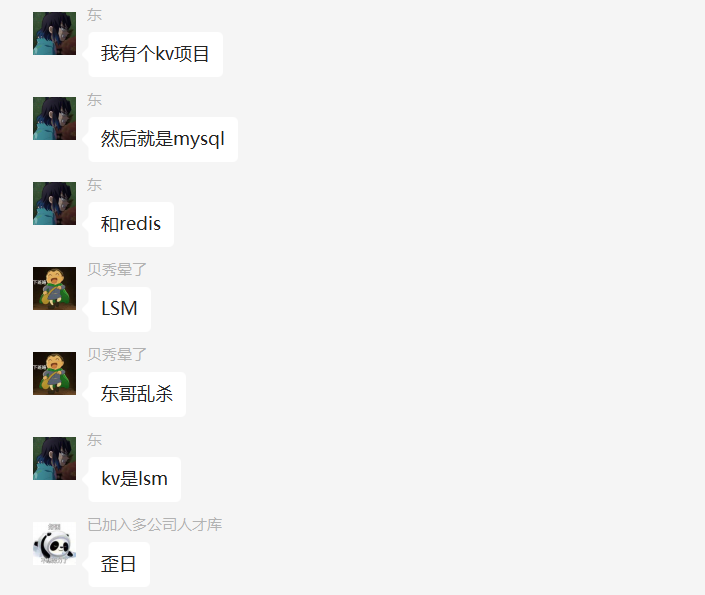 东
我有个kv项目
东
然后就是mysql
东
和redis
贝秀晕了
LSM
贝秀晕了
东哥乱杀
东
kv是lsm
已加入多公司人才库
歪日